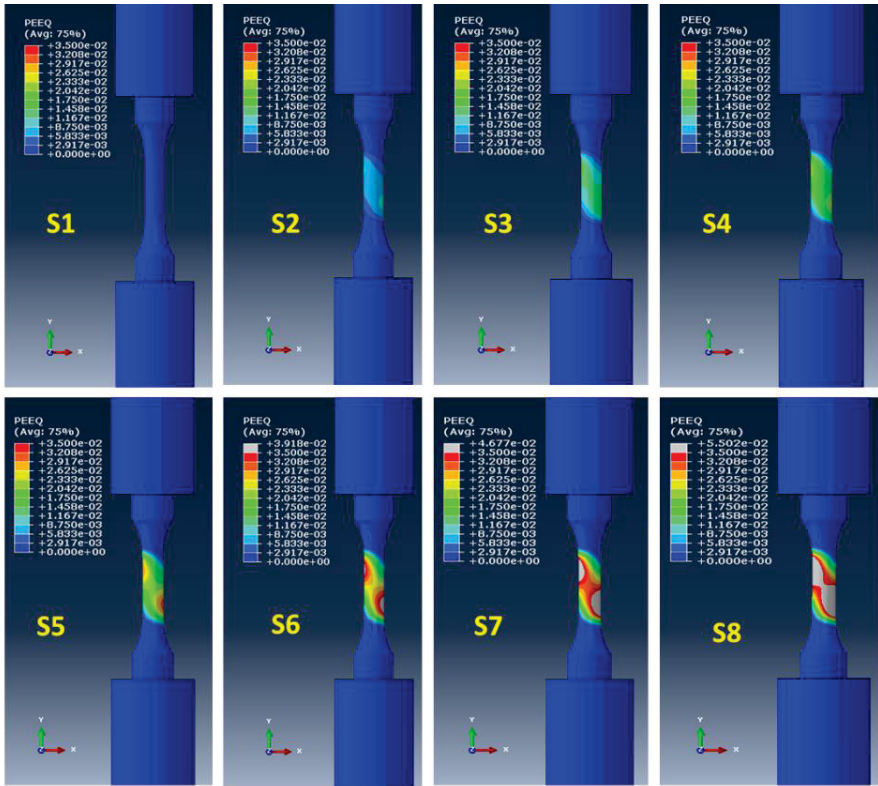 PEEQ
(Avg: 75%)
+3.500e-02
+3.208e-02
+2.917e-02
+2.625e-02
+2.333e-02
+2.042e-02
+1.750e-02
+1.458e-02
+1.167e-02
+8.750e-03
+5.833e-03
+2.917e-03
+0.000e+00
S1
Y
Z
X
PEEQ
(Avg: 75%)
+3.500e-02
+3.208e-02
+2.917e-02
+2.625e-02
+2.333e-02
+2.042e-02
+1.750e-02
+1.458e-02
+1.167e-02
+8.750e-03
+5.833e-03
+2.917e-03
+0.000e+00
S2
Y
Z
X
PEEQ
(Avg: 75%)
+3.500e-02
+3.208e-02
+2.917e-02
+2.625e-02
+2.333e-02
+2.042e-02
+1.750e-02
+1.458e-02
+1.167e-02
+8.750e-03
+5.833e-03
+2.917e-03
+0.000e+00
S3
Y
Z
X
PEEQ
(Avg: 75%)
+3.500e-02
+3.208e-02
+2.917e-02
+2.625e-02
+2.333e-02
+2.042e-02
+1.750e-02
+1.458e-02
+1.167e-02
+8.750e-03
+5.833e-03
+2.917e-03
+0.000e+00
S4
Y
Z
X
PEEQ
(Avg: 75%)
+3.500e-02
+3.208e-02
+2.917e-02
+2.625e-02
+2.333e-02
+2.042e-02
+1.750e-02
+1.458e-02
+1.167e-02
+8.750e-03
+5.833e-03
+2.917e-03
+0.000e+00
S5
Y
Z
X
PEEQ
(Avg: 75%)
+3.918e-02
+3.500e-02
+3.208e-02
+2.917e-02
+2.625e-02
+2.333e-02
+2.042e-02
+1.750e-02
+1.458e-02
+1.167e-02
+8.750e-03
+5.833e-03
+2.917e-03
+0.000e+00
S6
Y
Z
X
PEEQ
(Avg: 75%)
+4.677e-02
+3.500e-02
+3.208e-02
+2.917e-02
+2.625e-02
+2.333e-02
+2.042e-02
+1.750e-02
+1.458e-02
+1.167e-02
+8.750e-03
+5.833e-03
+2.917e-03
+0.000e+00
S7
Y
Z
X
PEEQ
(Avg: 75%)
+5.502e-02
+3.500e-02
+3.208e-02
+2.917e-02
+2.625e-02
+2.333e-02
+2.042e-02
+1.750e-02
+1.458e-02
+1.167e-02
+8.750e-03
+5.833e-03
+2.917e-03
+0.000e+00
S8
Y
Z
X